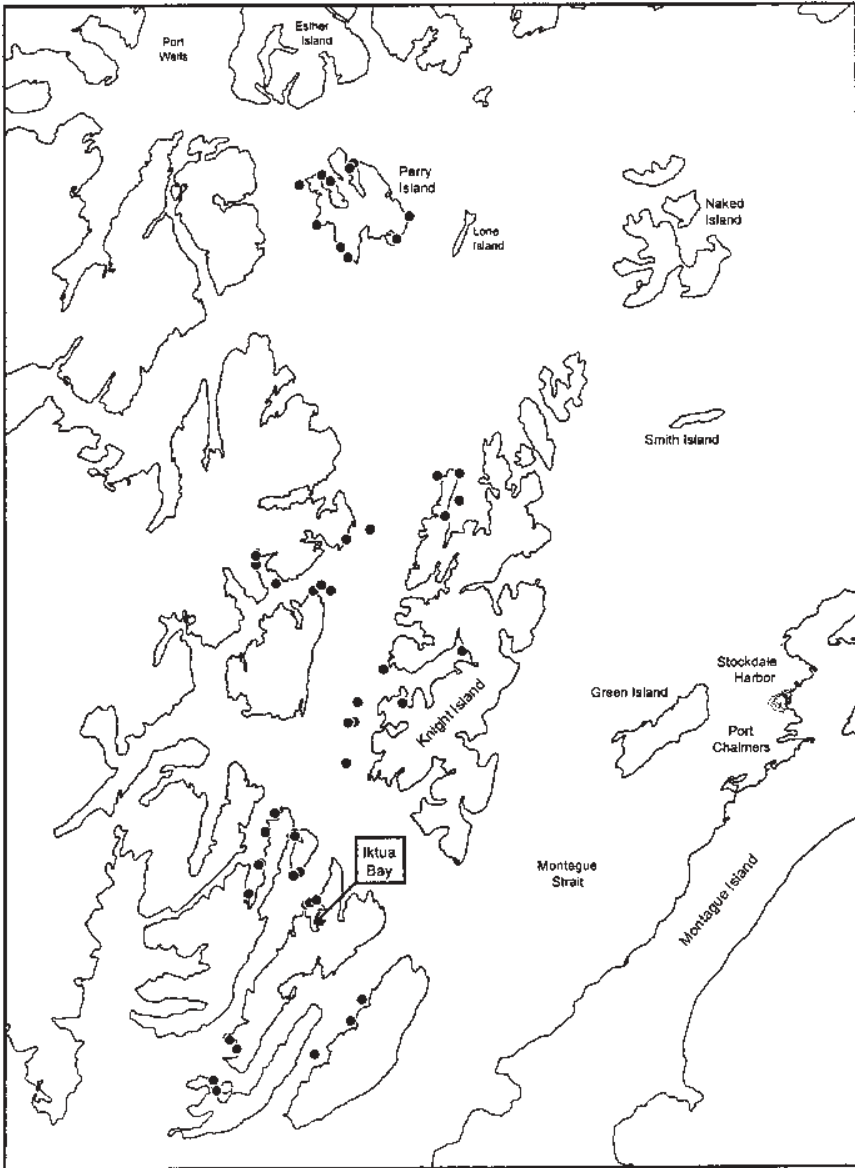 Esther
Island
Port
Wells
Perry
Island
Lone
Island
Naked
Island
Smith Island
Stockdale
Harbor
Green Island
Port
Chalmers
Knight Island
Iktua
Bay
Montague
Strait
Montague Island